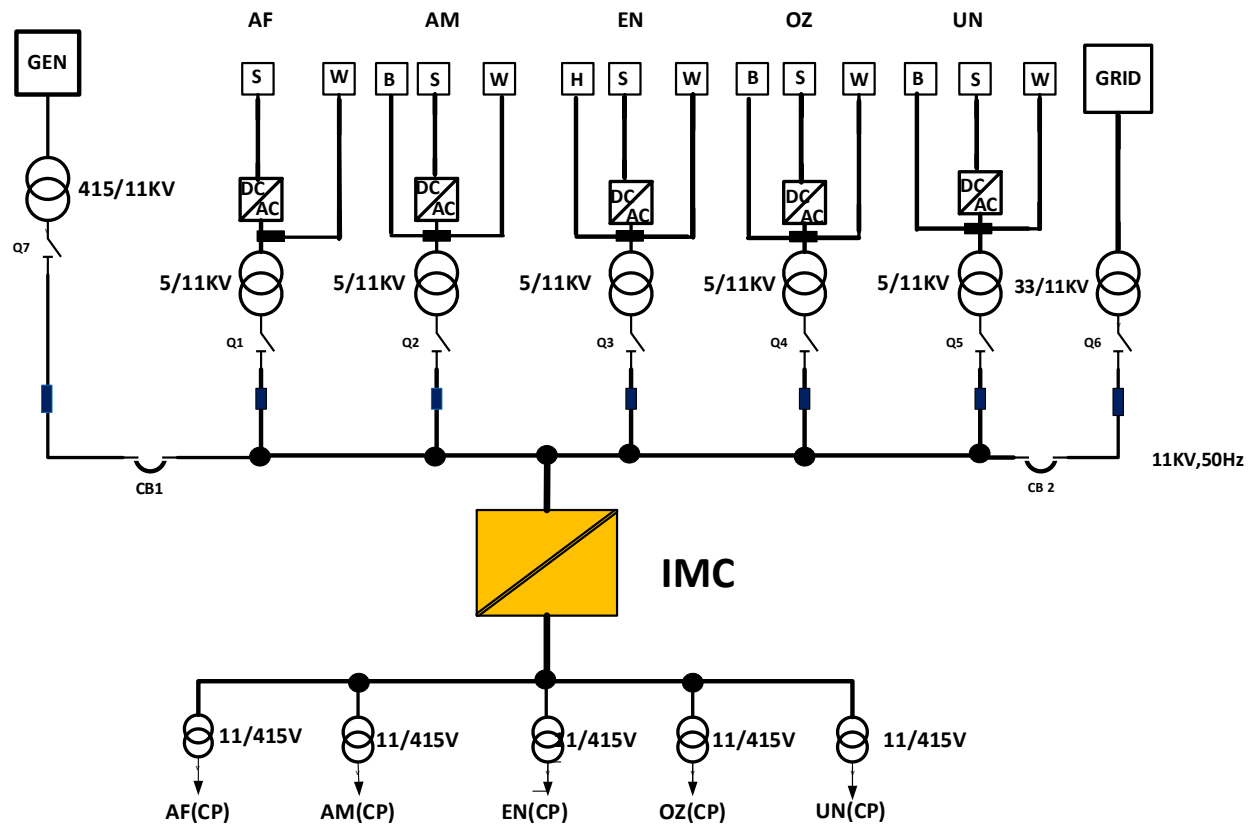 AF AM EN OZ UN
GEN S W B S W H S W B S W B S W GRID
415/11KV
DC AC DC AC DC AC DC AC DC AC
Q7
5/11KV 5/11KV 5/11KV 5/11KV 5/11KV 33/11KV
Q1 Q2 Q3 Q4 Q5 Q6
CB1 CB 2 11KV,50Hz
IMC
11/415V 11/415V 11/415V 11/415V 11/415V
AF(CP) AM(CP) EN(CP) OZ(CP) UN(CP)